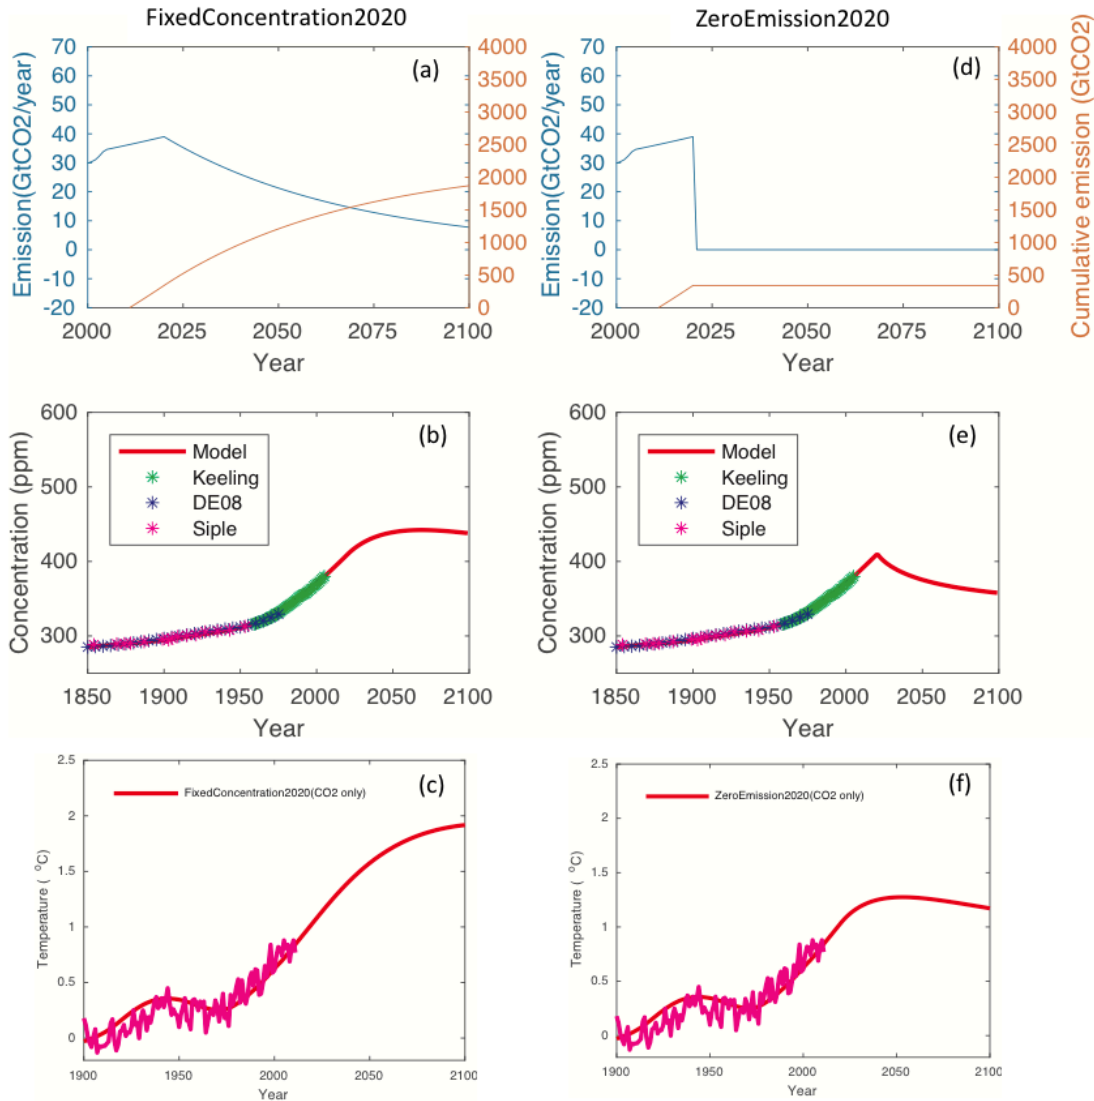 FixedConcentration2020
ZeroEmission2020
(a)
70
60
50
40
30
20
10
0
-10
-20
Emission(GtCO2/year)
4000
3500
3000
2500
2000
1500
1000
500
0
2000 2025 2050 2075 2100
Year
(d)
70
60
50
40
30
20
10
0
-10
-20
Emission(GtCO2/year)
4000
3500
3000
2500
2000
1500
1000
500
0
Cumulative emission (GtCO2)
2000 2025 2050 2075 2100
Year
(b)
600
500
400
300
Concentration (ppm)
Model
Keeling
DE08
Siple
1850 1900 1950 2000 2050 2100
Year
(e)
600
500
400
300
Concentration (ppm)
Model
Keeling
DE08
Siple
1850 1900 1950 2000 2050 2100
Year
(c)
2.5
2
1.5
1
0.5
0
Temperature ( °C)
FixedConcentration2020(CO2 only)
1900 1950 2000 2050 2100
Year
(f)
2.5
2
1.5
1
0.5
0
Temperature ( °C)
ZeroEmission2020(CO2 only)
1900 1950 2000 2050 2100
Year